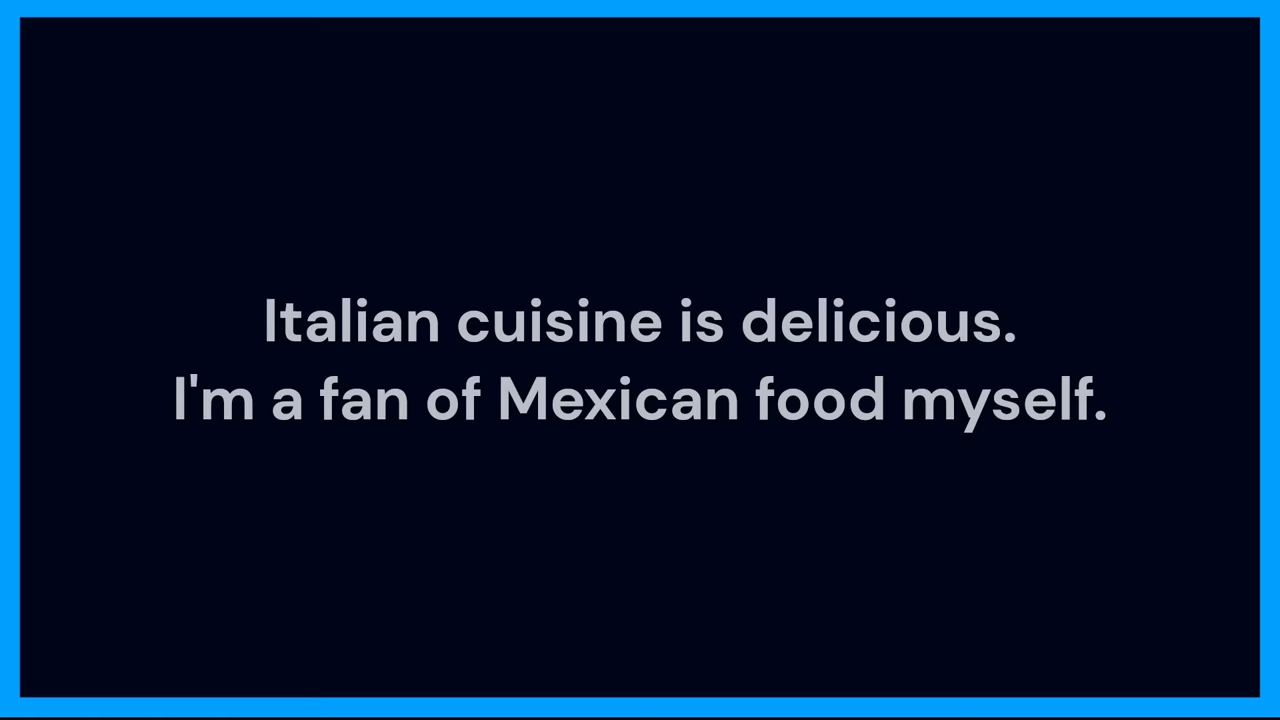 Italian cuisine is delicious.
I'm a fan of Mexican food myself.